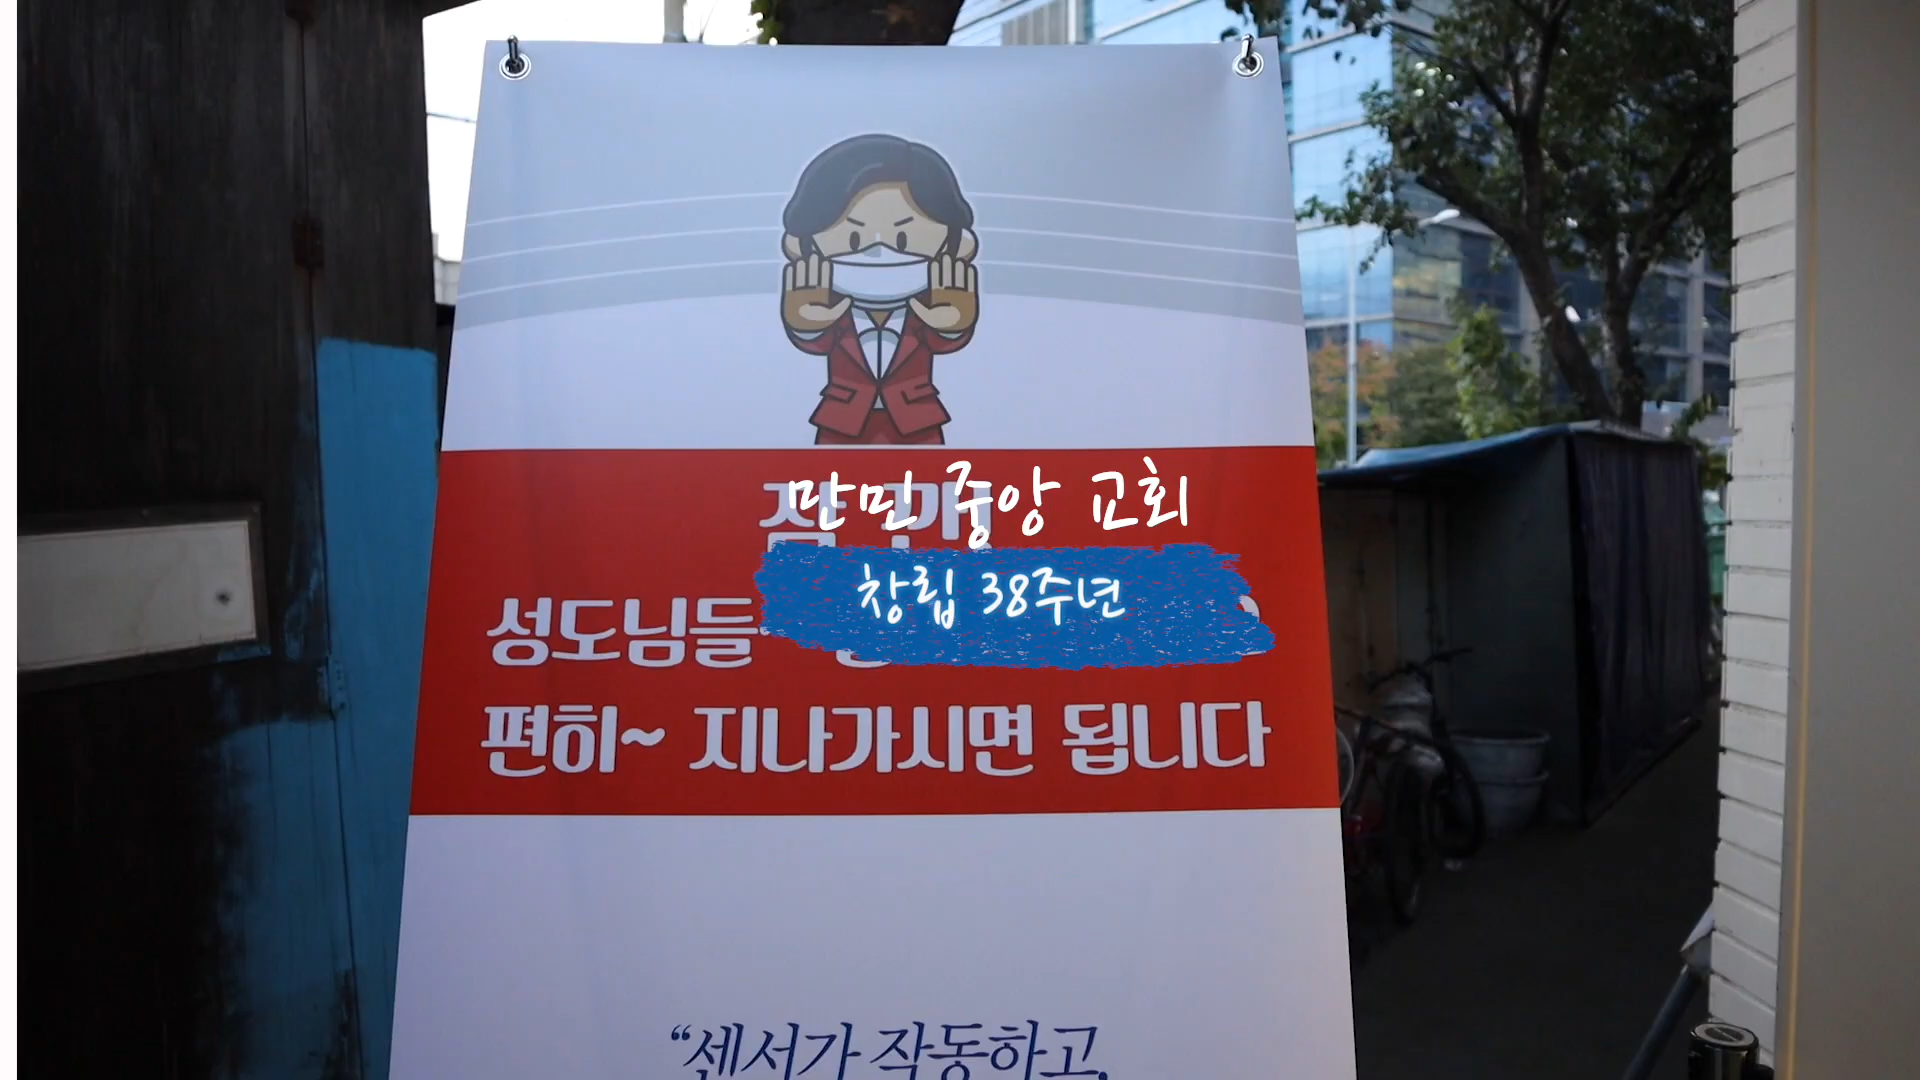 만민 중앙 교회
창립 38주년
성도님들
편히~ 지나가시면 됩니다
“센서가 작동하고,